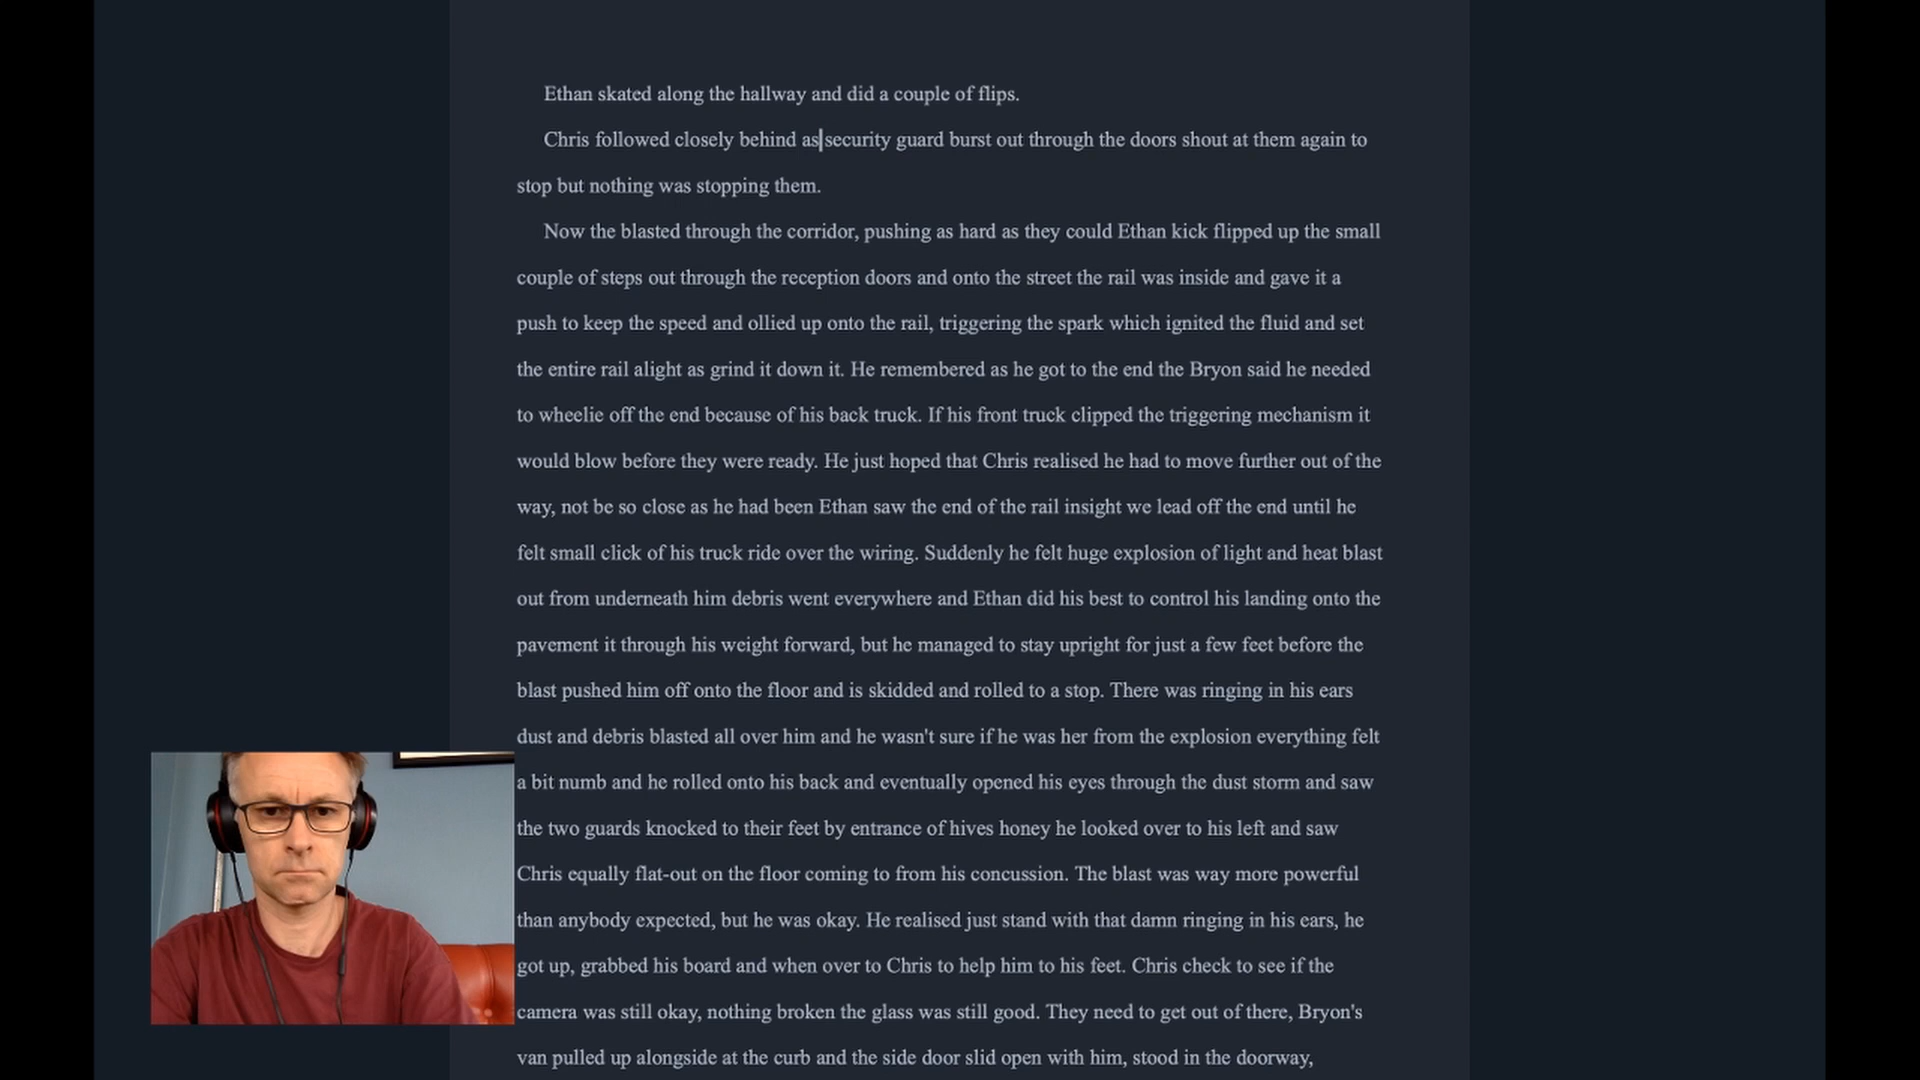 Ethan skated along the hallway and did a couple of flips.
Chris followed closely behind as security guard burst out through the doors shout at them again to
stop but nothing was stopping them.
Now the blasted through the corridor, pushing as hard as they could Ethan kick flipped up the small
couple of steps out through the reception doors and onto the street the rail was inside and gave it a
push to keep the speed and ollied up onto the rail, triggering the spark which ignited the fluid and set
the entire rail alight as grind it down it. He remembered as he got to the end the Bryon said he needed
to wheelie off the end because of his back truck. If his front truck clipped the triggering mechanism it
would blow before they were ready. He just hoped that Chris realised he had to move further out of the
way, not be so close as he had been Ethan saw the end of the rail insight we lead off the end until he
felt small click of his truck ride over the wiring. Suddenly he felt huge explosion of light and heat blast
out from underneath him debris went everywhere and Ethan did his best to control his landing onto the
pavement it through his weight forward, but he managed to stay upright for just a few feet before the
blast pushed him off onto the floor and is skidded and rolled to a stop. There was ringing in his ears
dust and debris blasted all over him and he wasn't sure if he was her from the explosion everything felt
a bit numb and he rolled onto his back and eventually opened his eyes through the dust storm and saw
the two guards knocked to their feet by entrance of hives honey he looked over to his left and saw
Chris equally flat-out on the floor coming to from his concussion. The blast was way more powerful
than anybody expected, but he was okay. He realised just stand with that damn ringing in his ears, he
got up, grabbed his board and when over to Chris to help him to his feet. Chris check to see if the
camera was still okay, nothing broken the glass was still good. They need to get out of there, Bryon's
van pulled up alongside at the curb and the side door slid open with him, stood in the doorway,